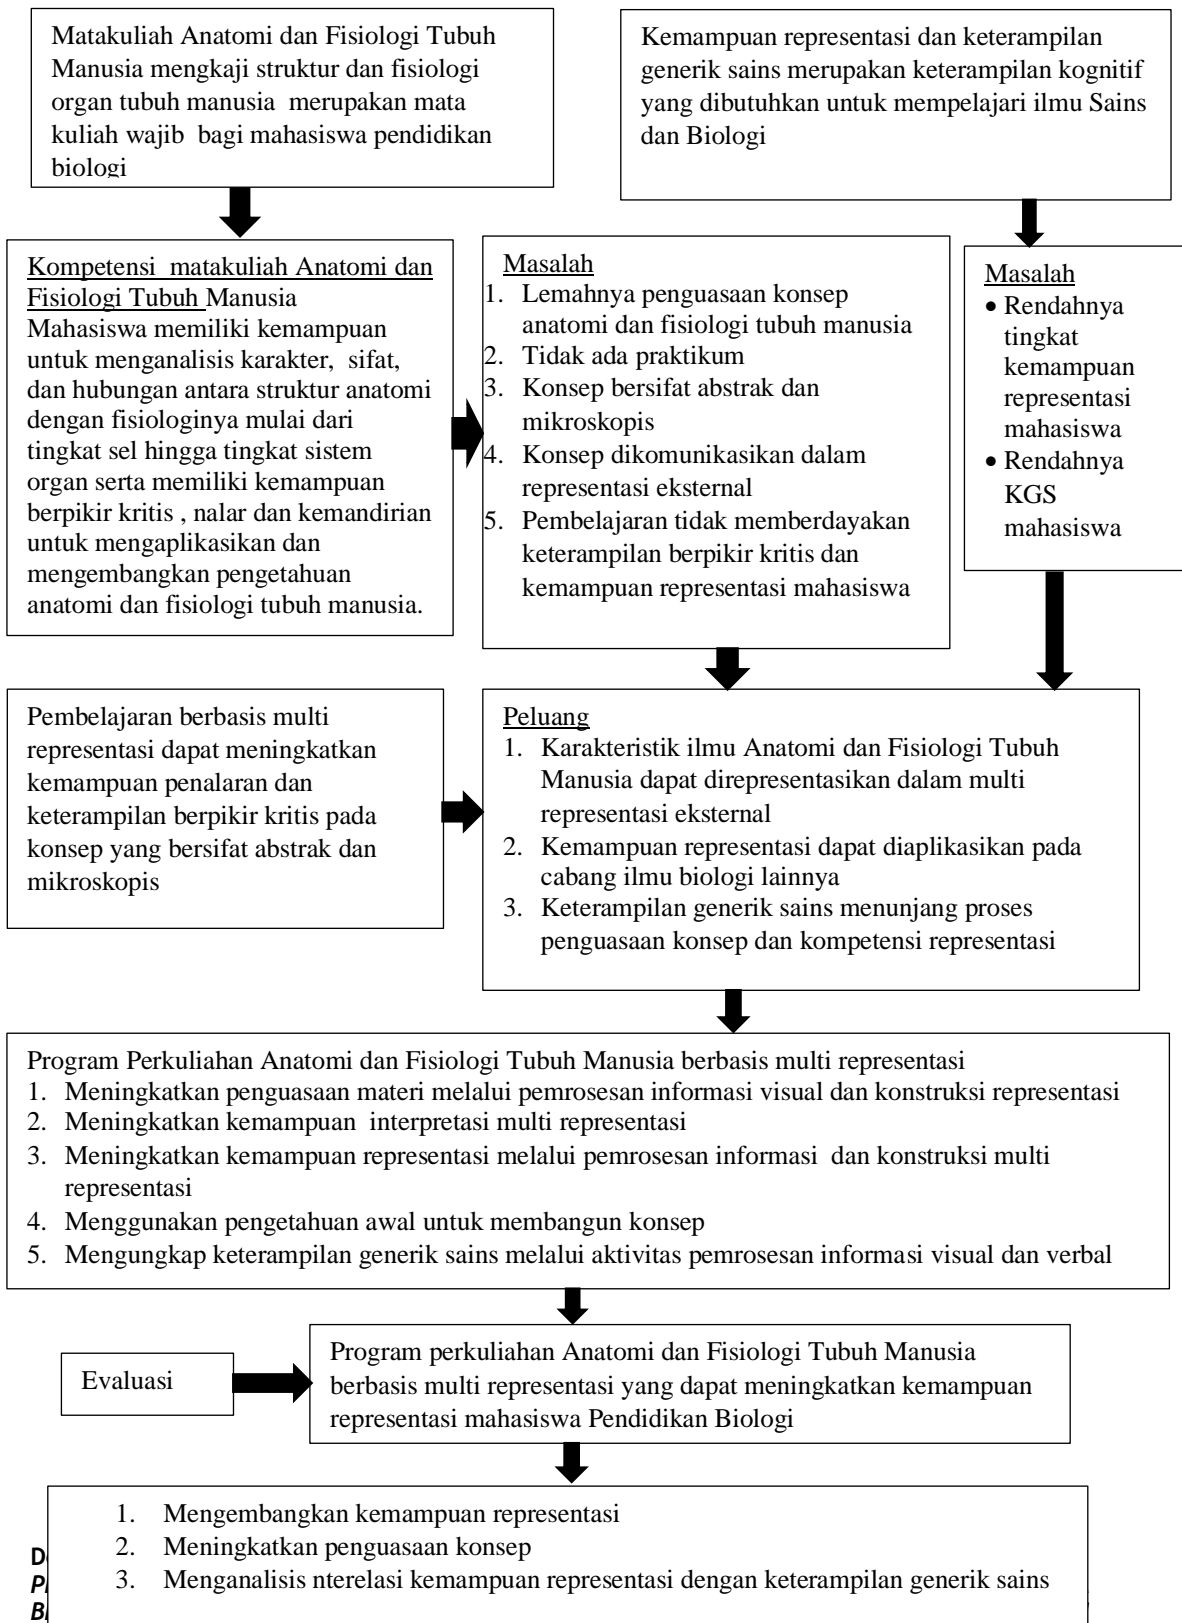 Matakuliah Anatomi dan Fisiologi Tubuh
Manusia mengkaji struktur dan fisiologi
organ tubuh manusia  merupakan mata
kuliah wajib  bagi mahasiswa pendidikan
biologi
Kemampuan representasi dan keterampilan
generik sains merupakan keterampilan kognitif
yang dibutuhkan untuk mempelajari ilmu Sains
dan Biologi
Kompetensi  matakuliah Anatomi dan
Fisiologi Tubuh Manusia
Mahasiswa memiliki kemampuan
untuk menganalisis karakter,  sifat,
dan hubungan antara struktur anatomi
dengan fisiologinya mulai dari
tingkat sel hingga tingkat sistem
organ serta memiliki kemampuan
berpikir kritis , nalar dan kemandirian
untuk mengaplikasikan dan
mengembangkan pengetahuan
anatomi dan fisiologi tubuh manusia.
Masalah
1. Lemahnya penguasaan konsep
anatomi dan fisiologi tubuh manusia
2. Tidak ada praktikum
3. Konsep bersifat abstrak dan
mikroskopis
4. Konsep dikomunikasikan dalam
representasi eksternal
5. Pembelajaran tidak memberdayakan
keterampilan berpikir kritis dan
kemampuan representasi mahasiswa
Masalah
• Rendahnya
tingkat
kemampuan
representasi
mahasiswa
• Rendahnya
KGS
mahasiswa
Pembelajaran berbasis multi
representasi dapat meningkatkan
kemampuan penalaran dan
keterampilan berpikir kritis pada
konsep yang bersifat abstrak dan
mikroskopis
Peluang
1. Karakteristik ilmu Anatomi dan Fisiologi Tubuh
Manusia dapat direpresentasikan dalam multi
representasi eksternal
2. Kemampuan representasi dapat diaplikasikan pada
cabang ilmu biologi lainnya
3. Keterampilan generik sains menunjang proses
penguasaan konsep dan kompetensi representasi
Program Perkuliahan Anatomi dan Fisiologi Tubuh Manusia berbasis multi representasi
1. Meningkatkan penguasaan materi melalui pemrosesan informasi visual dan konstruksi representasi
2. Meningkatkan kemampuan  interpretasi multi representasi
3. Meningkatkan kemampuan representasi melalui pemrosesan informasi  dan konstruksi multi
representasi
4. Menggunakan pengetahuan awal untuk membangun konsep
5. Mengungkap keterampilan generik sains melalui aktivitas pemrosesan informasi visual dan verbal
Evaluasi
Program perkuliahan Anatomi dan Fisiologi Tubuh Manusia
berbasis multi representasi yang dapat meningkatkan kemampuan
representasi mahasiswa Pendidikan Biologi
1. Mengembangkan kemampuan representasi
2. Meningkatkan penguasaan konsep
3. Menganalisis nterelasi kemampuan representasi dengan keterampilan generik sains